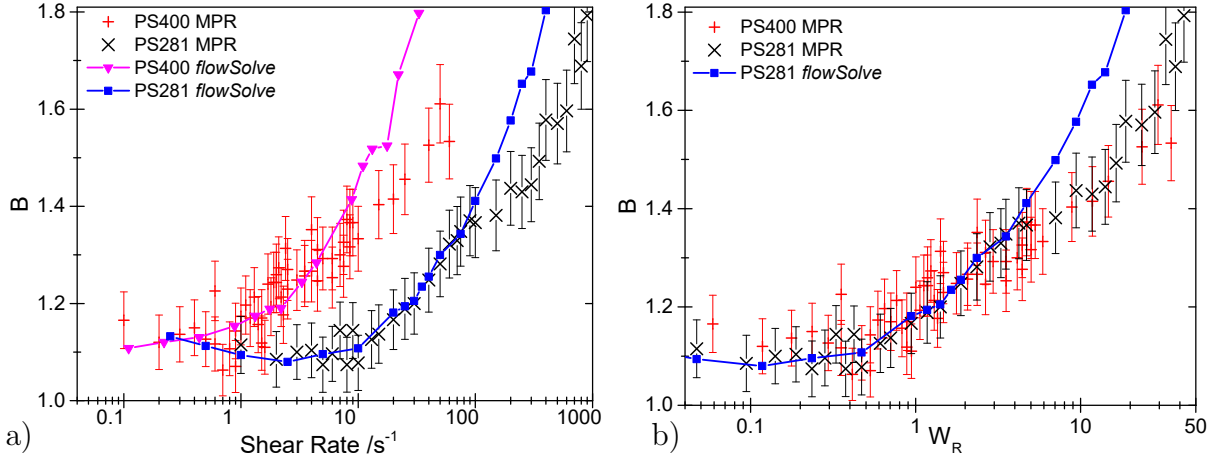 1.8
1.6
1.4
1.2
1.0
B
PS400 MPR
PS281 MPR
PS400 flowSolve
PS281 flowSolve
0.1 1 10 100 1000
Shear Rate /s-1
a)
1.8
1.6
1.4
1.2
1.0
B
PS400 MPR
PS281 MPR
PS281 flowSolve
0.1 1 10 50
W_R
b)